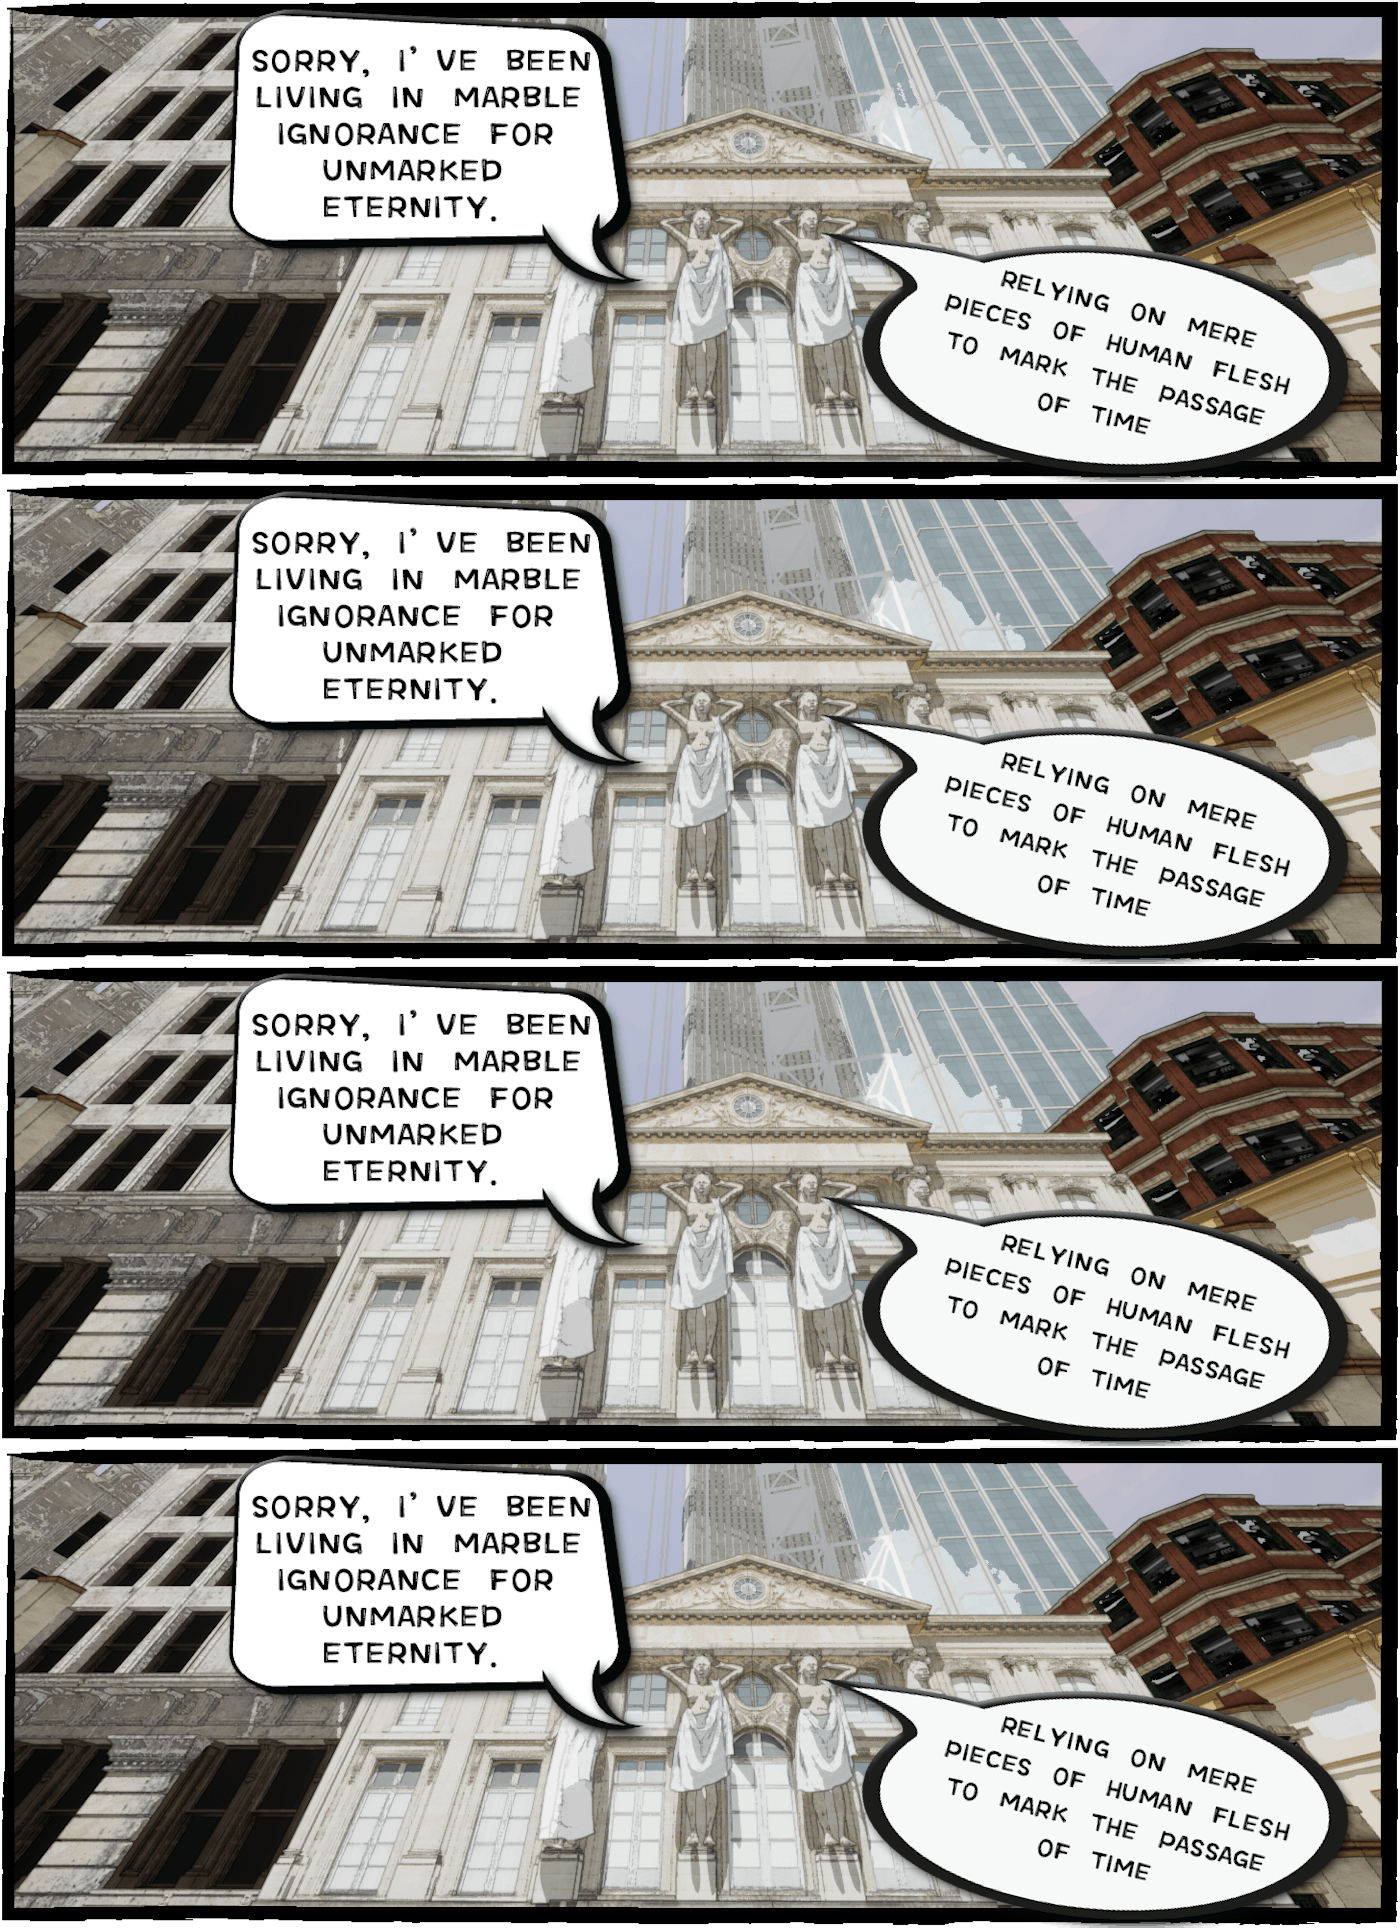 SORRY, I'VE BEEN
LIVING IN MARBLE
IGNORANCE FOR
UNMARKED
ETERNITY.
RELYING ON MERE
PIECES OF HUMAN FLESH
TO MARK THE PASSAGE
OF TIME
SORRY, I'VE BEEN
LIVING IN MARBLE
IGNORANCE FOR
UNMARKED
ETERNITY.
RELYING ON MERE
PIECES OF HUMAN FLESH
TO MARK THE PASSAGE
OF TIME
SORRY, I'VE BEEN
LIVING IN MARBLE
IGNORANCE FOR
UNMARKED
ETERNITY.
RELYING ON MERE
PIECES OF HUMAN FLESH
TO MARK THE PASSAGE
OF TIME
SORRY, I'VE BEEN
LIVING IN MARBLE
IGNORANCE FOR
UNMARKED
ETERNITY.
RELYING ON MERE
PIECES OF HUMAN FLESH
TO MARK THE PASSAGE
OF TIME